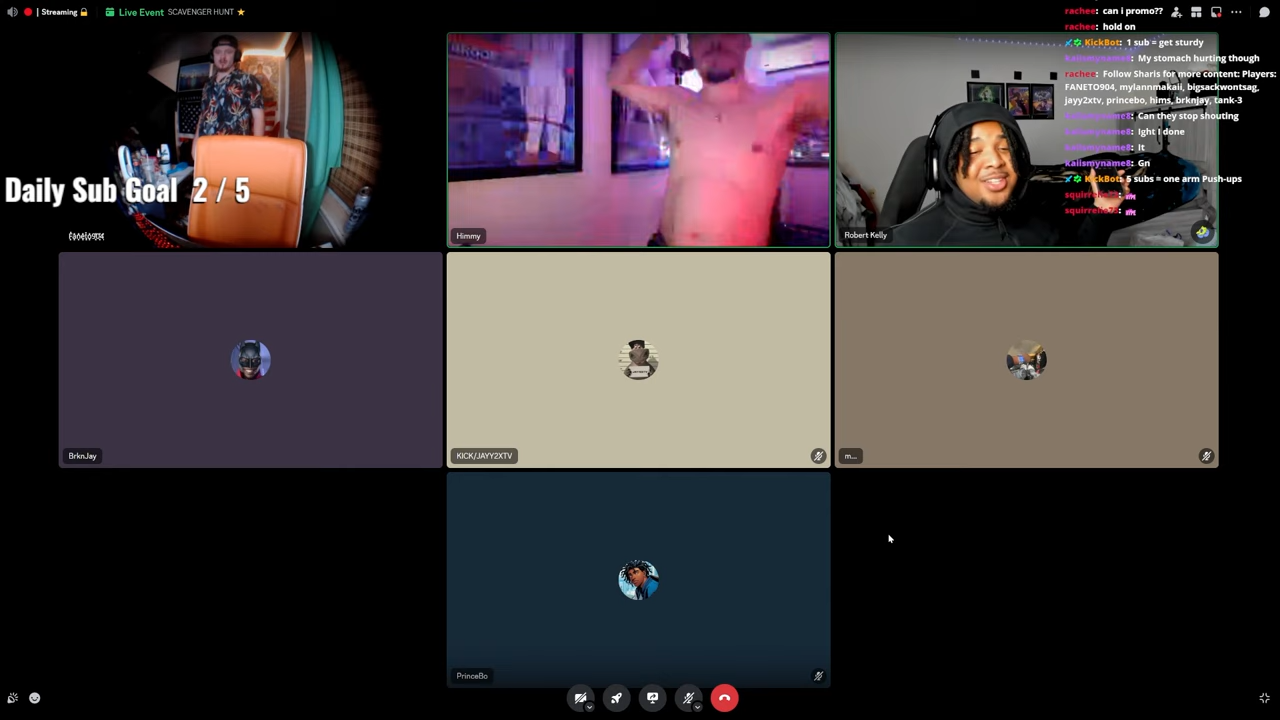 Streaming
Live Event SCAVENGER HUNT
rachee: can i promo??
rachee: hold on
KickBot: 1 sub = get sturdy
My stomach hurting though
rachee: Follow Sharis for more content: Players:
FANETO904, mylannmakaii, bigsackwontsag,
jayy2xtv, princebo, hims, brknjay, tank-3
kaiismyname8: Can they stop shouting
kaiismyname8: Ight I done
kaiismyname8: It
kaiismyname8: Gn
KickBot: 5 subs = one arm Push-ups
Daily Sub Goal 2 / 5
faneto904
Himmy
Robert Kelly
BrknJay
KICK/JAYY2XTV
m...
PrinceBo